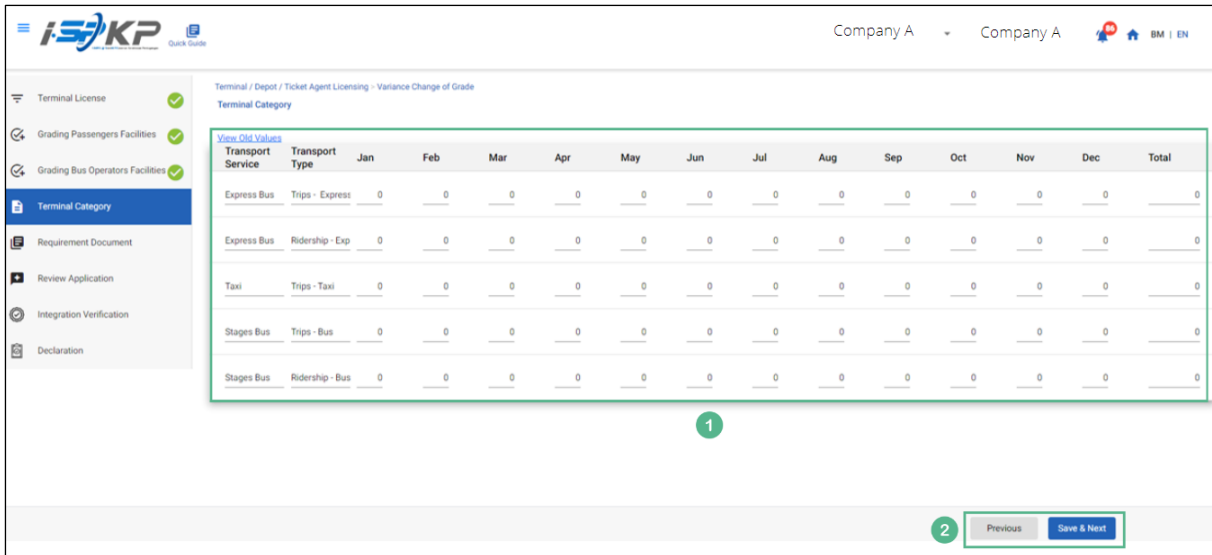 i-SPKP
Quick Guide
Company A
Company A
86
BM | EN
Terminal License
Grading Passengers Facilities
Grading Bus Operators Facilities
Terminal Category
Requirement Document
Review Application
Integration Verification
Declaration
Terminal / Depot / Ticket Agent Licensing > Variance Change of Grade
Terminal Category
View Old Values
Transport Service Transport Type Jan Feb Mar Apr May Jun Jul Aug Sep Oct Nov Dec Total
Express Bus Trips - Express 0 0 0 0 0 0 0 0 0 0 0 0 0
Express Bus Ridership - Exp 0 0 0 0 0 0 0 0 0 0 0 0 0
Taxi Trips - Taxi 0 0 0 0 0 0 0 0 0 0 0 0 0
Stages Bus Trips - Bus 0 0 0 0 0 0 0 0 0 0 0 0 0
Stages Bus Ridership - Bus 0 0 0 0 0 0 0 0 0 0 0 0 0
1
2 Previous Save & Next